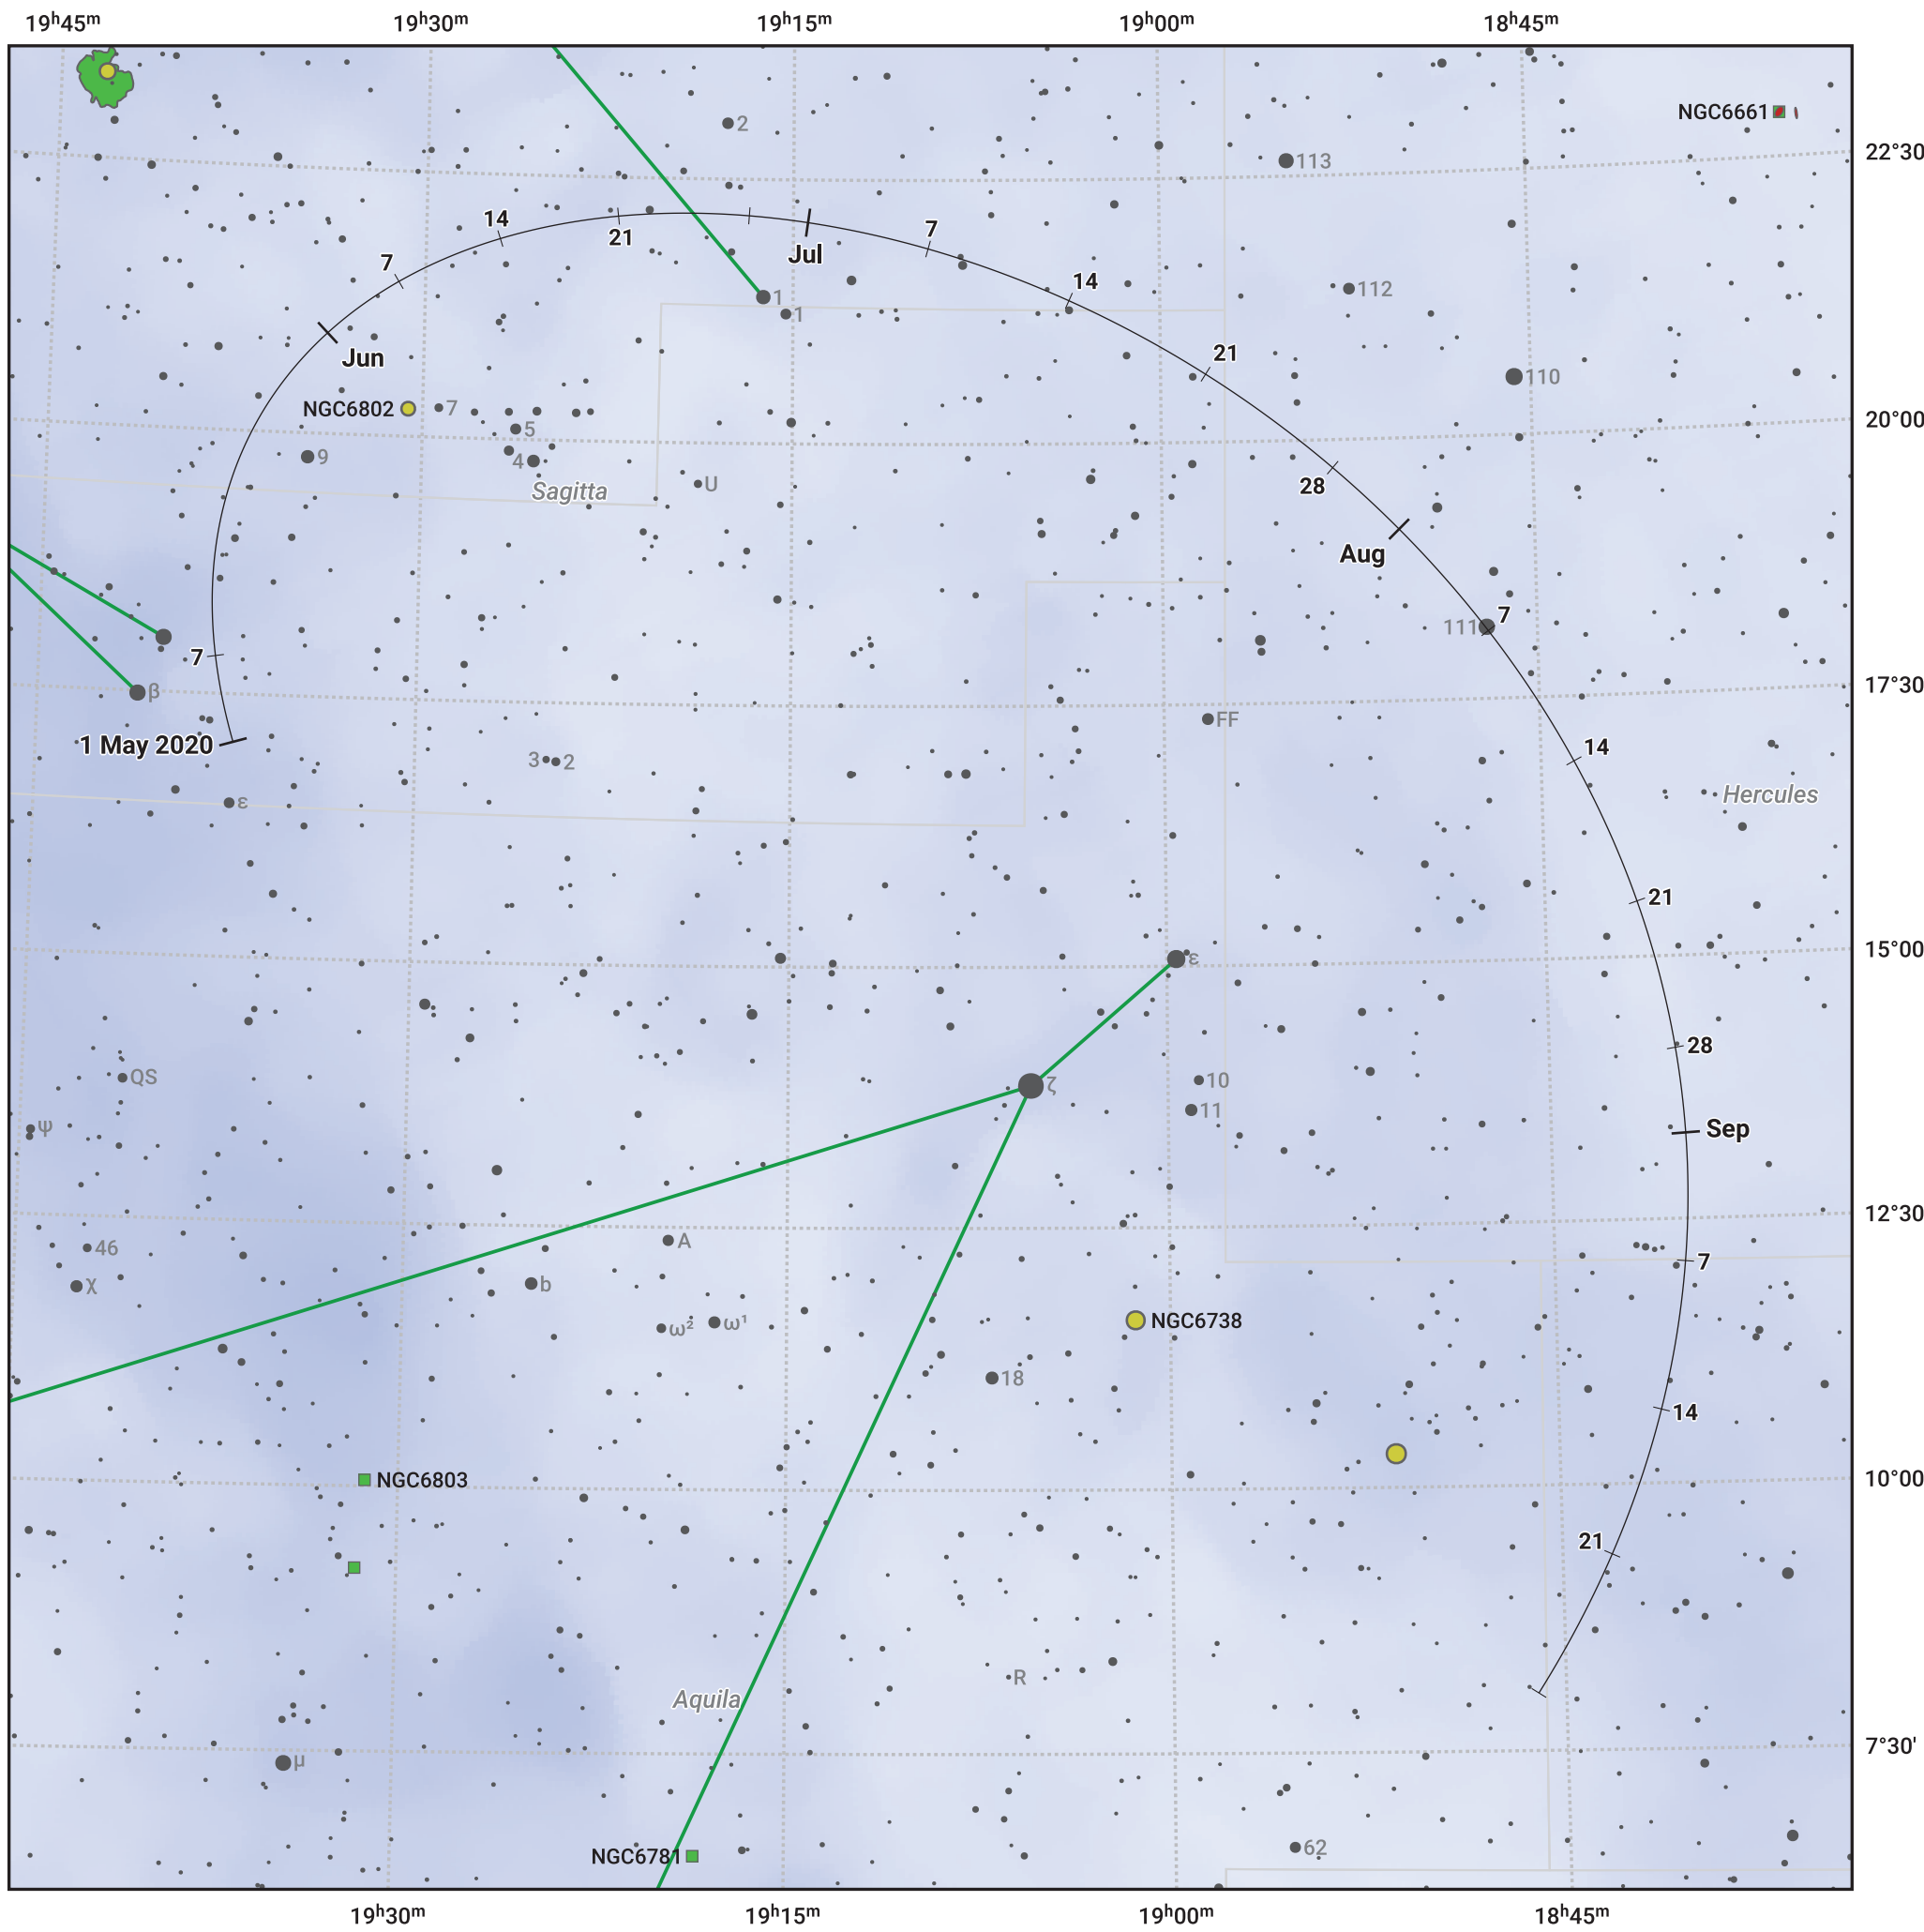 19ʰ45ᵐ 19ʰ30ᵐ 19ʰ15ᵐ 19ʰ00ᵐ 18ʰ45ᵐ
NGC6661
2
22°30
113
14
21
7
Jul
7
14
1
1
112
Jun
21
110
NGC6802
7
20°00
5
9
4
U
28
Sagitta
Aug
7
111
7
β
17°30
FF
1 May 2020
14
3
2
Hercules
ε
21
15°00
ε
28
QS
10
ζ
11
ψ
Sep
12°30
46
A
7
χ
b
NGC6738
ω²
ω¹
18
14
NGC6803
10°00
21
R
Aquila
7°30'
μ
62
NGC6781
19ʰ30ᵐ 19ʰ15ᵐ 19ʰ00ᵐ 18ʰ45ᵐ